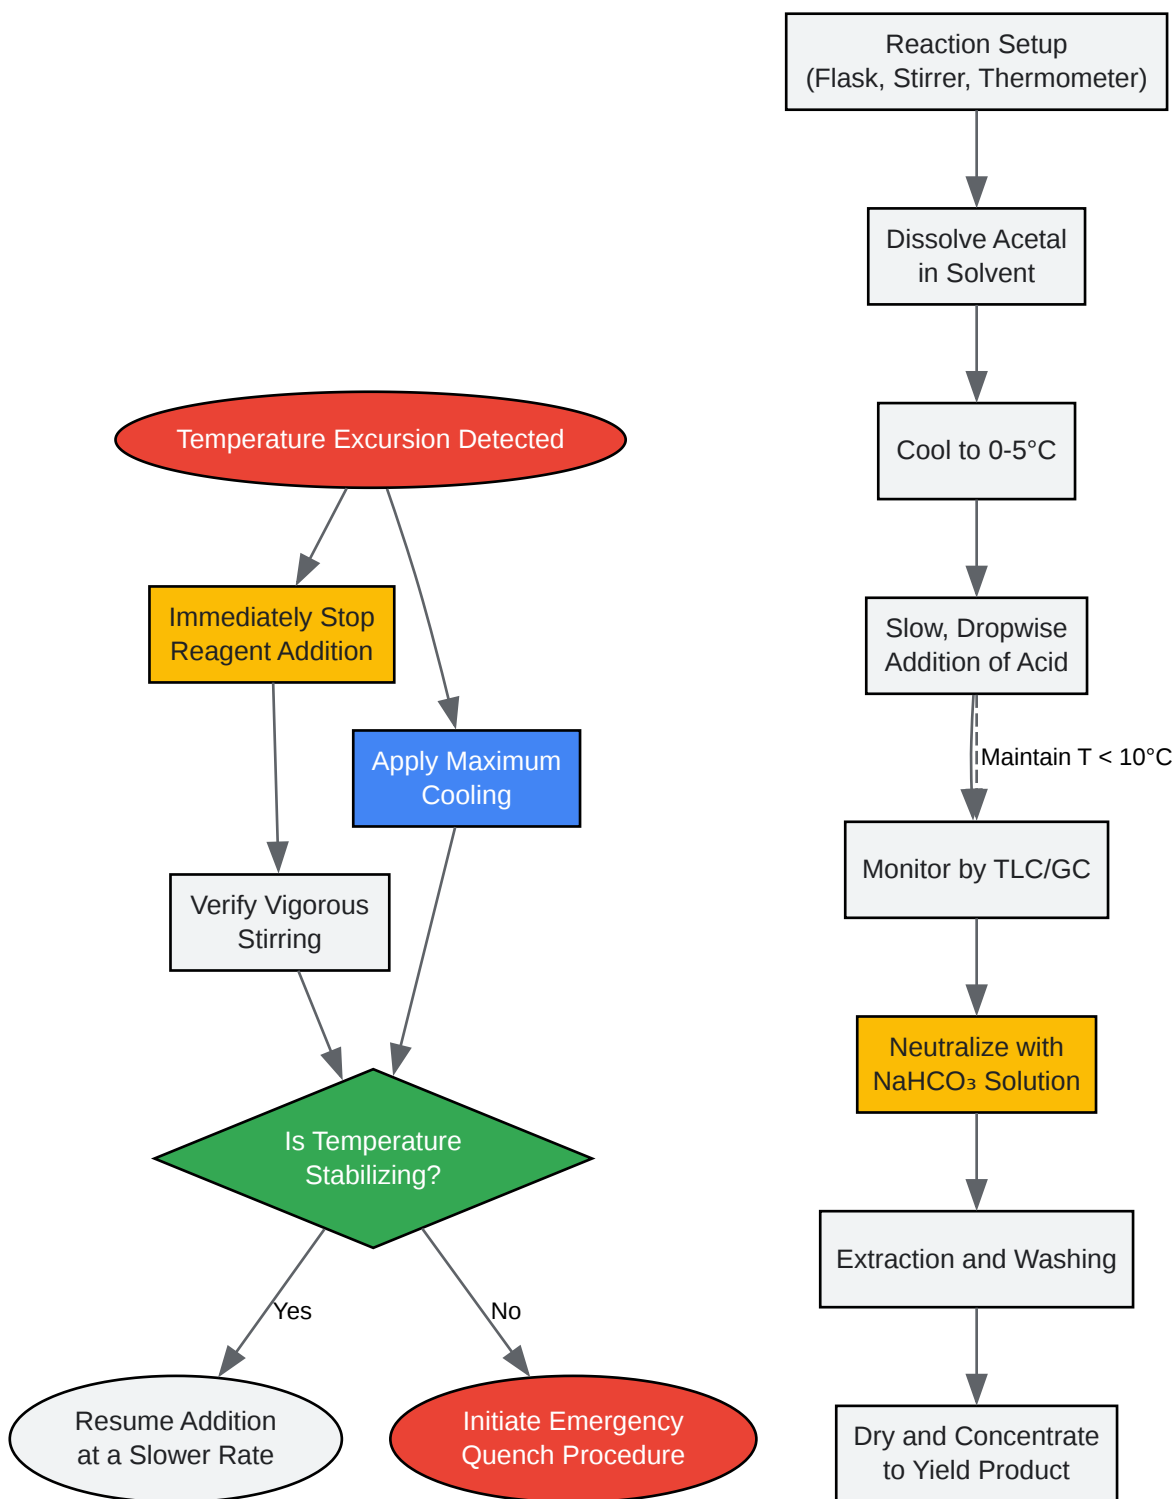 Reaction Setup
(Flask, Stirrer, Thermometer)
Dissolve Acetal
in Solvent
Cool to 0-5°C
Slow, Dropwise
Addition of Acid
Maintain T < 10°C
Monitor by TLC/GC
Neutralize with
NaHCO₃ Solution
Extraction and Washing
Dry and Concentrate
to Yield Product
Temperature Excursion Detected
Immediately Stop
Reagent Addition
Apply Maximum
Cooling
Verify Vigorous
Stirring
Is Temperature
Stabilizing?
Yes
No
Resume Addition
at a Slower Rate
Initiate Emergency
Quench Procedure